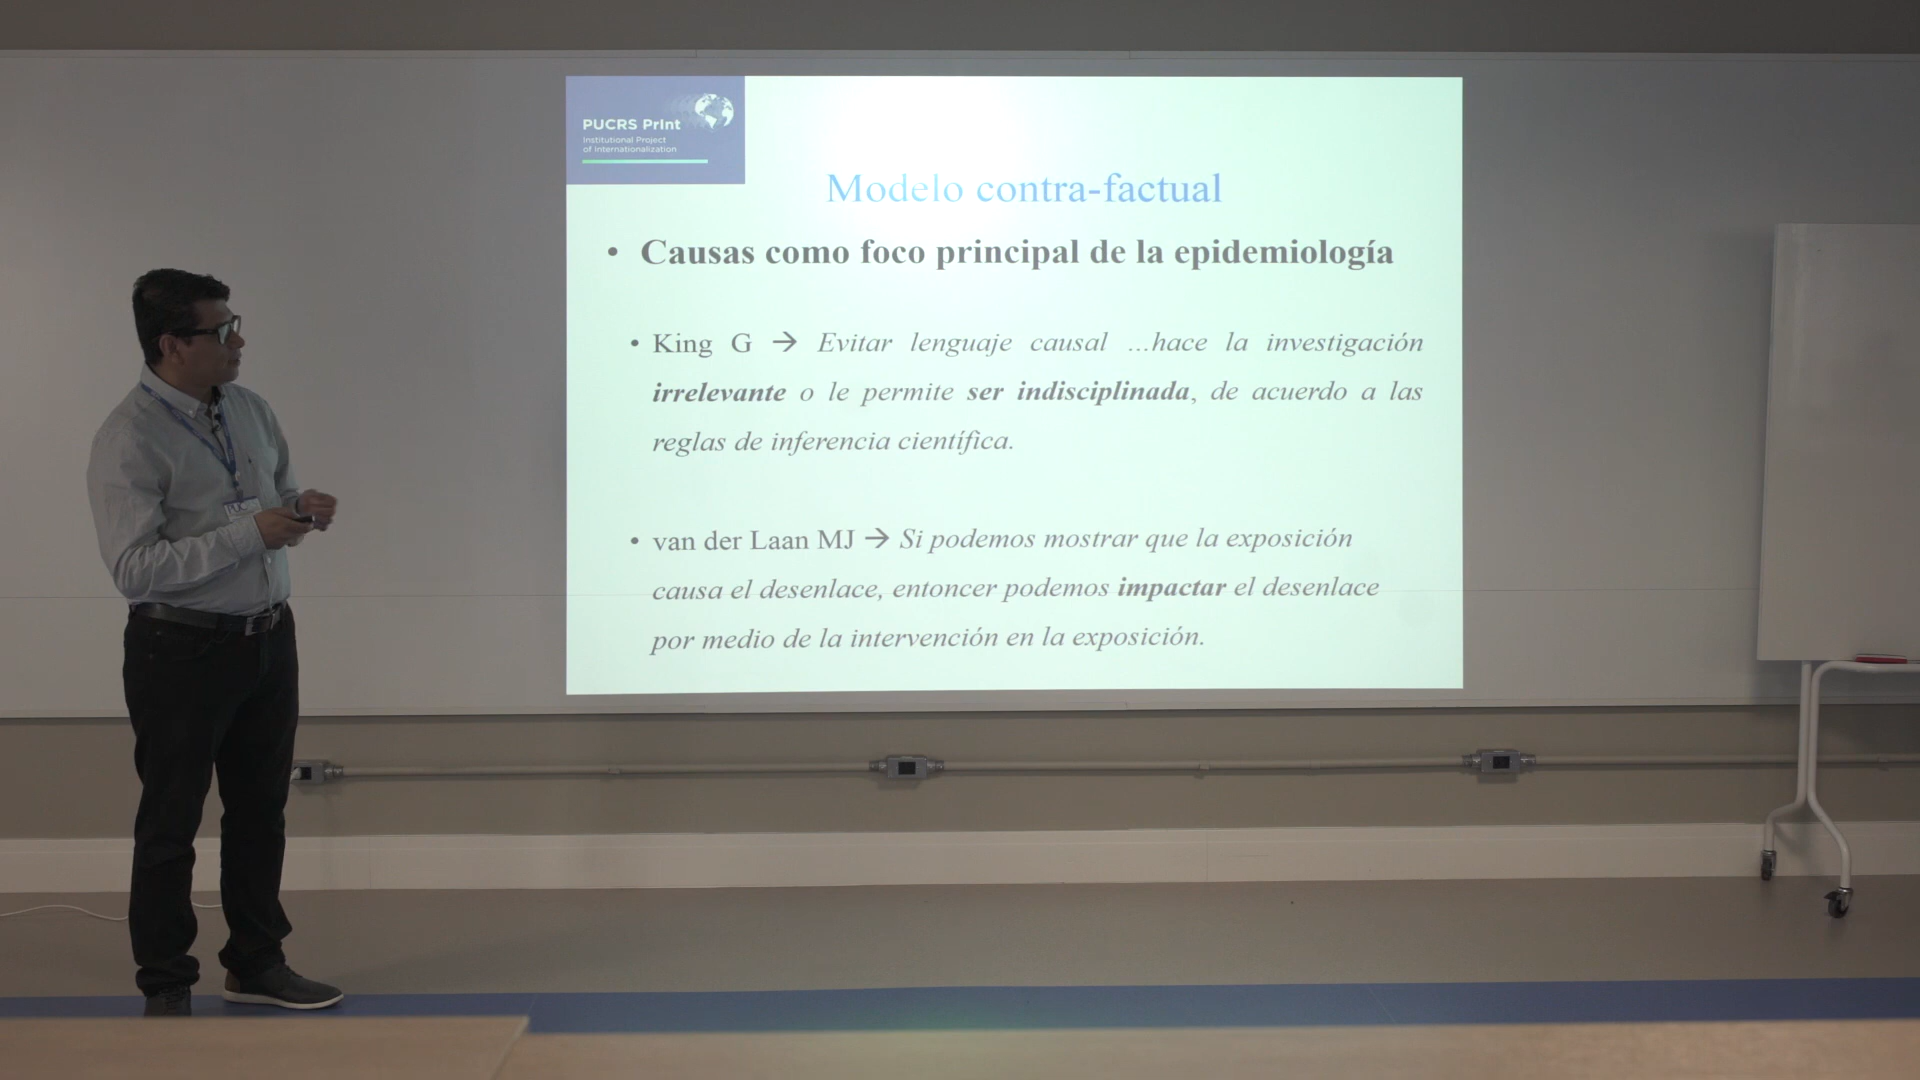 PUCRS PrInt
Institutional Project
of Internationalization
Modelo contra-factual
• Causas como foco principal de la epidemiología
• King G → Evitar lenguaje causal ...hace la investigación
irrelevante o le permite ser indisciplinada, de acuerdo a las
reglas de inferencia científica.
• van der Laan MJ → Si podemos mostrar que la exposición
causa el desenlace, entoncer podemos impactar el desenlace
por medio de la intervención en la exposición.
PUC